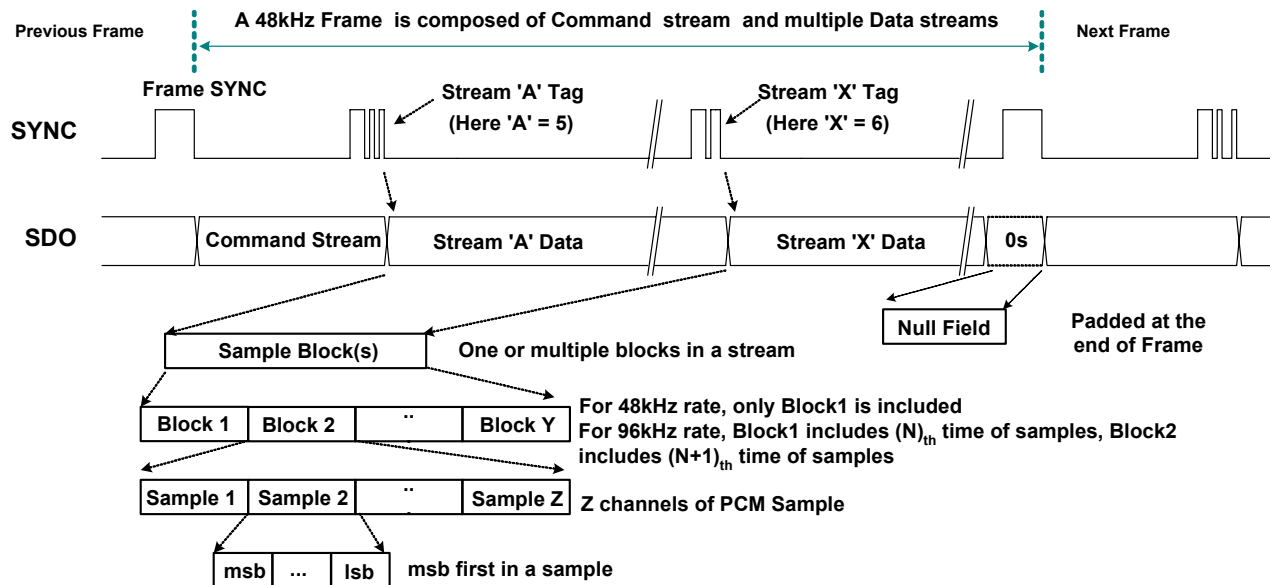 A 48kHz Frame is composed of Command stream and multiple Data streams
Previous Frame
Next Frame
Frame SYNC
Stream 'A' Tag
(Here 'A' = 5)
Stream 'X' Tag
(Here 'X' = 6)
SYNC
SDO
Command Stream
Stream 'A' Data
Stream 'X' Data
0s
Null Field
Padded at the
end of Frame
Sample Block(s)
One or multiple blocks in a stream
Block 1
Block 2
..
Block Y
For 48kHz rate, only Block1 is included
For 96kHz rate, Block1 includes (N)th time of samples, Block2
includes (N+1)th time of samples
Sample 1
Sample 2
..
Sample Z
Z channels of PCM Sample
msb
...
lsb
msb first in a sample